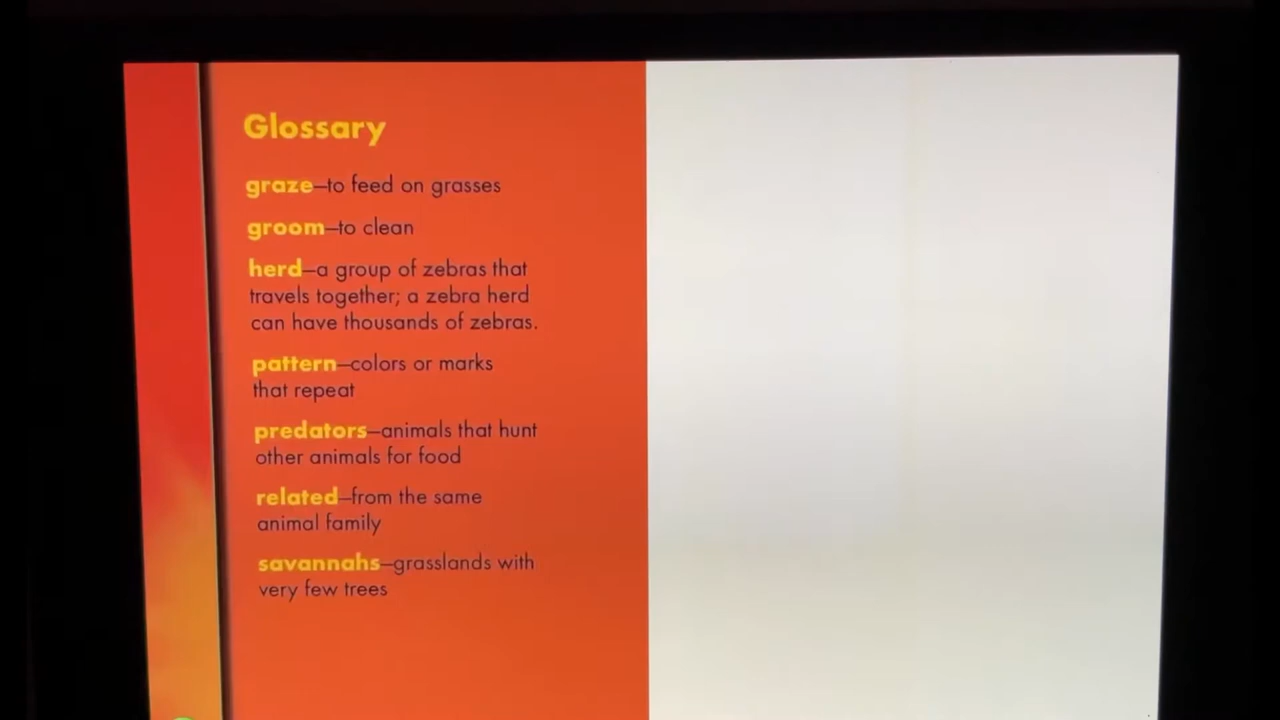 Glossary
graze—to feed on grasses
groom—to clean
herd—a group of zebras that
travels together; a zebra herd
can have thousands of zebras.
pattern—colors or marks
that repeat
predators—animals that hunt
other animals for food
related—from the same
animal family
savannahs—grasslands with
very few trees